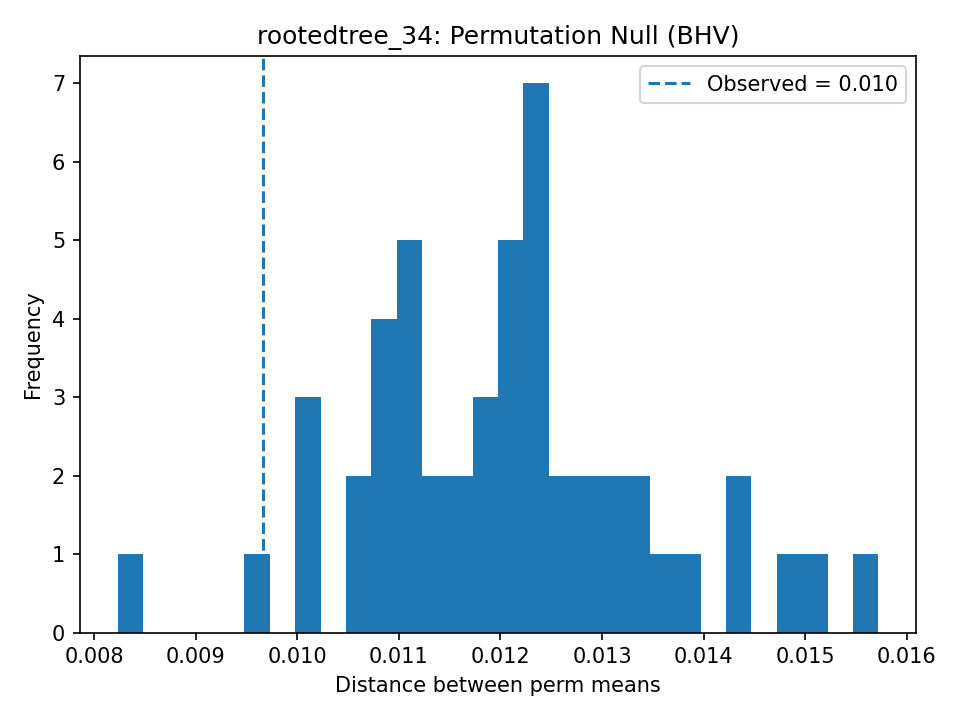 rootedtree_34: Permutation Null (BHV)
Observed = 0.010
7
6
5
4
3
2
1
0
Frequency
0.008 0.009 0.010 0.011 0.012 0.013 0.014 0.015 0.016
Distance between perm means